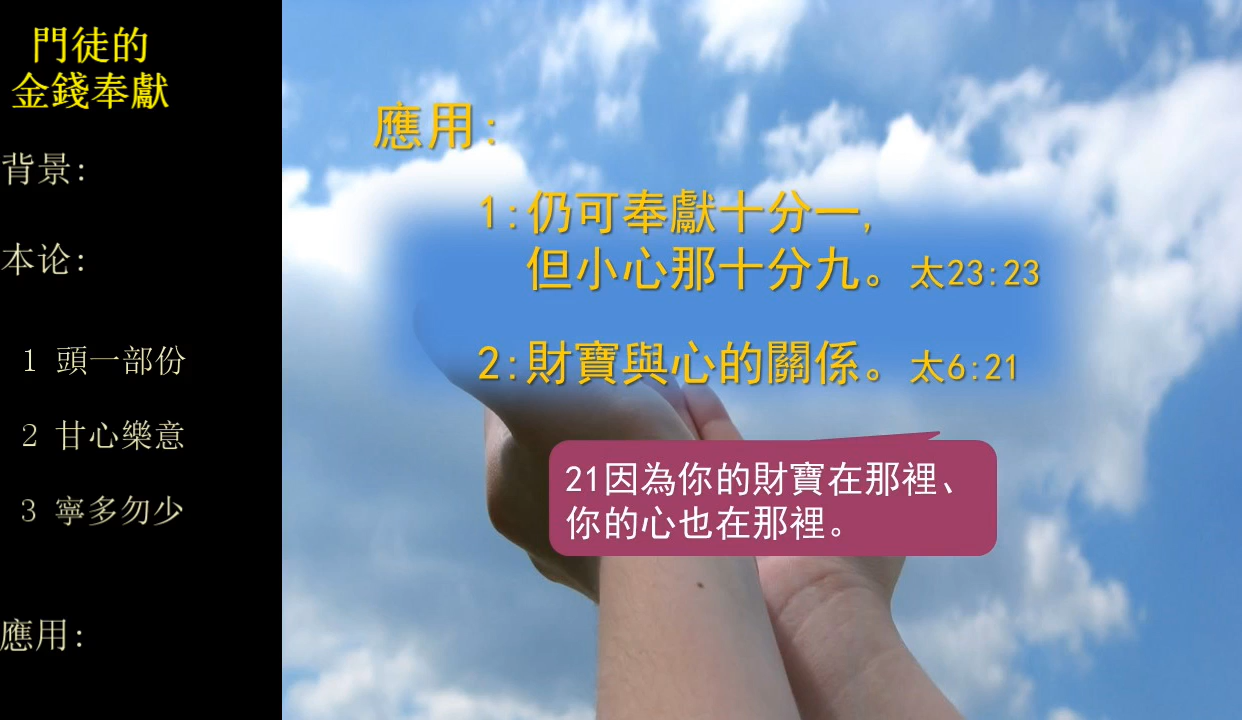 門徒的
金錢奉獻
背景:
本论:
1 頭一部份
2 甘心樂意
3 寧多勿少
應用:
應用:
1:仍可奉獻十分一,
但小心那十分九。太23:23
2:財寶與心的關係。太6:21
21因為你的財寶在那裡、
你的心也在那裡。